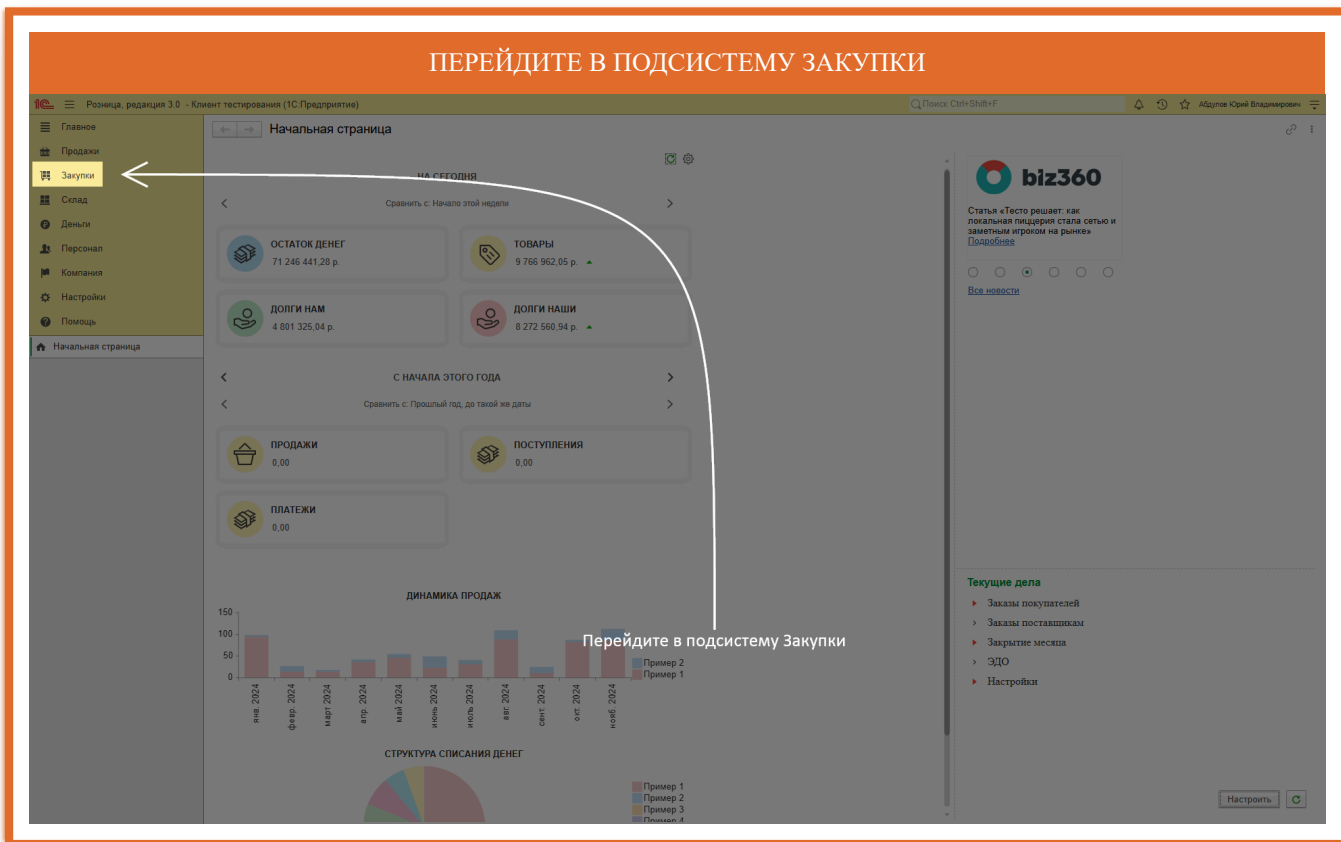 ПЕРЕЙДИТЕ В ПОДСИСТЕМУ ЗАКУПКИ
1С Розница, редакция 3.0 - Клиент тестирования (1С:Предприятие)
Поиск Ctrl+Shift+F
Абдулов Юрий Владимирович
Главное
Продажи
Закупки
Склад
Деньги
Персонал
Компания
Настройки
Помощь
Начальная страница
Начальная страница
НА СЕГОДНЯ
Сравнить с: Начало этой недели
ОСТАТОК ДЕНЕГ
71 246 441,28 р.
ТОВАРЫ
9 766 962,05 р.
ДОЛГИ НАМ
4 801 325,04 р.
ДОЛГИ НАШИ
8 272 560,94 р.
С НАЧАЛА ЭТОГО ГОДА
Сравнить с: Прошлый год, до такой же даты
ПРОДАЖИ
0,00
ПОСТУПЛЕНИЯ
0,00
ПЛАТЕЖИ
0,00
ДИНАМИКА ПРОДАЖ
150
100
50
0
янв. 2024
февр. 2024
март 2024
апр. 2024
май 2024
июнь 2024
июль 2024
авг. 2024
сент. 2024
окт. 2024
нояб. 2024
Перейдите в подсистему Закупки
Пример 2
Пример 1
СТРУКТУРА СПИСАНИЯ ДЕНЕГ
Пример 1
Пример 2
Пример 3
Пример 4
biz360
Статья «Тесто решает: как
локальная пиццерия стала сетью и
заметным игроком на рынке»
Подробнее
Все новости
Текущие дела
Заказы покупателей
Заказы поставщикам
Закрытие месяца
ЭДО
Настройки
Настроить